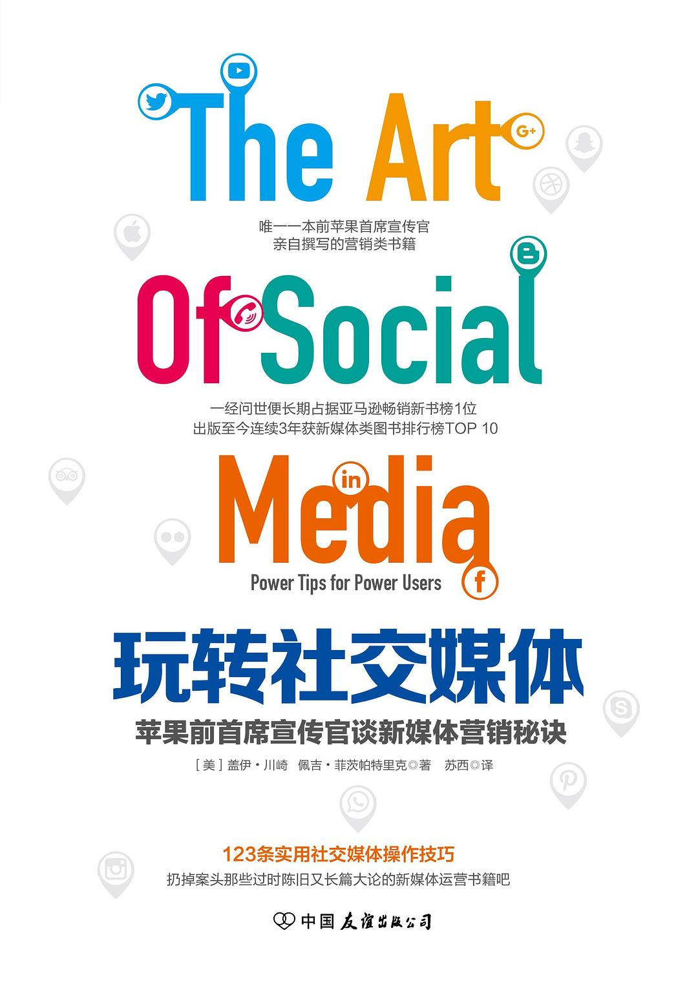 The Art
唯一一本前苹果首席宣传官
亲自撰写的营销类书籍
Of Social
一经问世便长期占据亚马逊畅销新书榜1位
出版至今连续3年获新媒体类图书排行榜TOP 10
Media
Power Tips for Power Users
玩转社交媒体
苹果前首席宣传官谈新媒体营销秘诀
［美］盖伊·川崎 佩吉·菲茨帕特里克◎著 苏西◎译
123条实用社交媒体操作技巧
扔掉案头那些过时陈旧又长篇大论的新媒体运营书籍吧
中国友谊出版公司